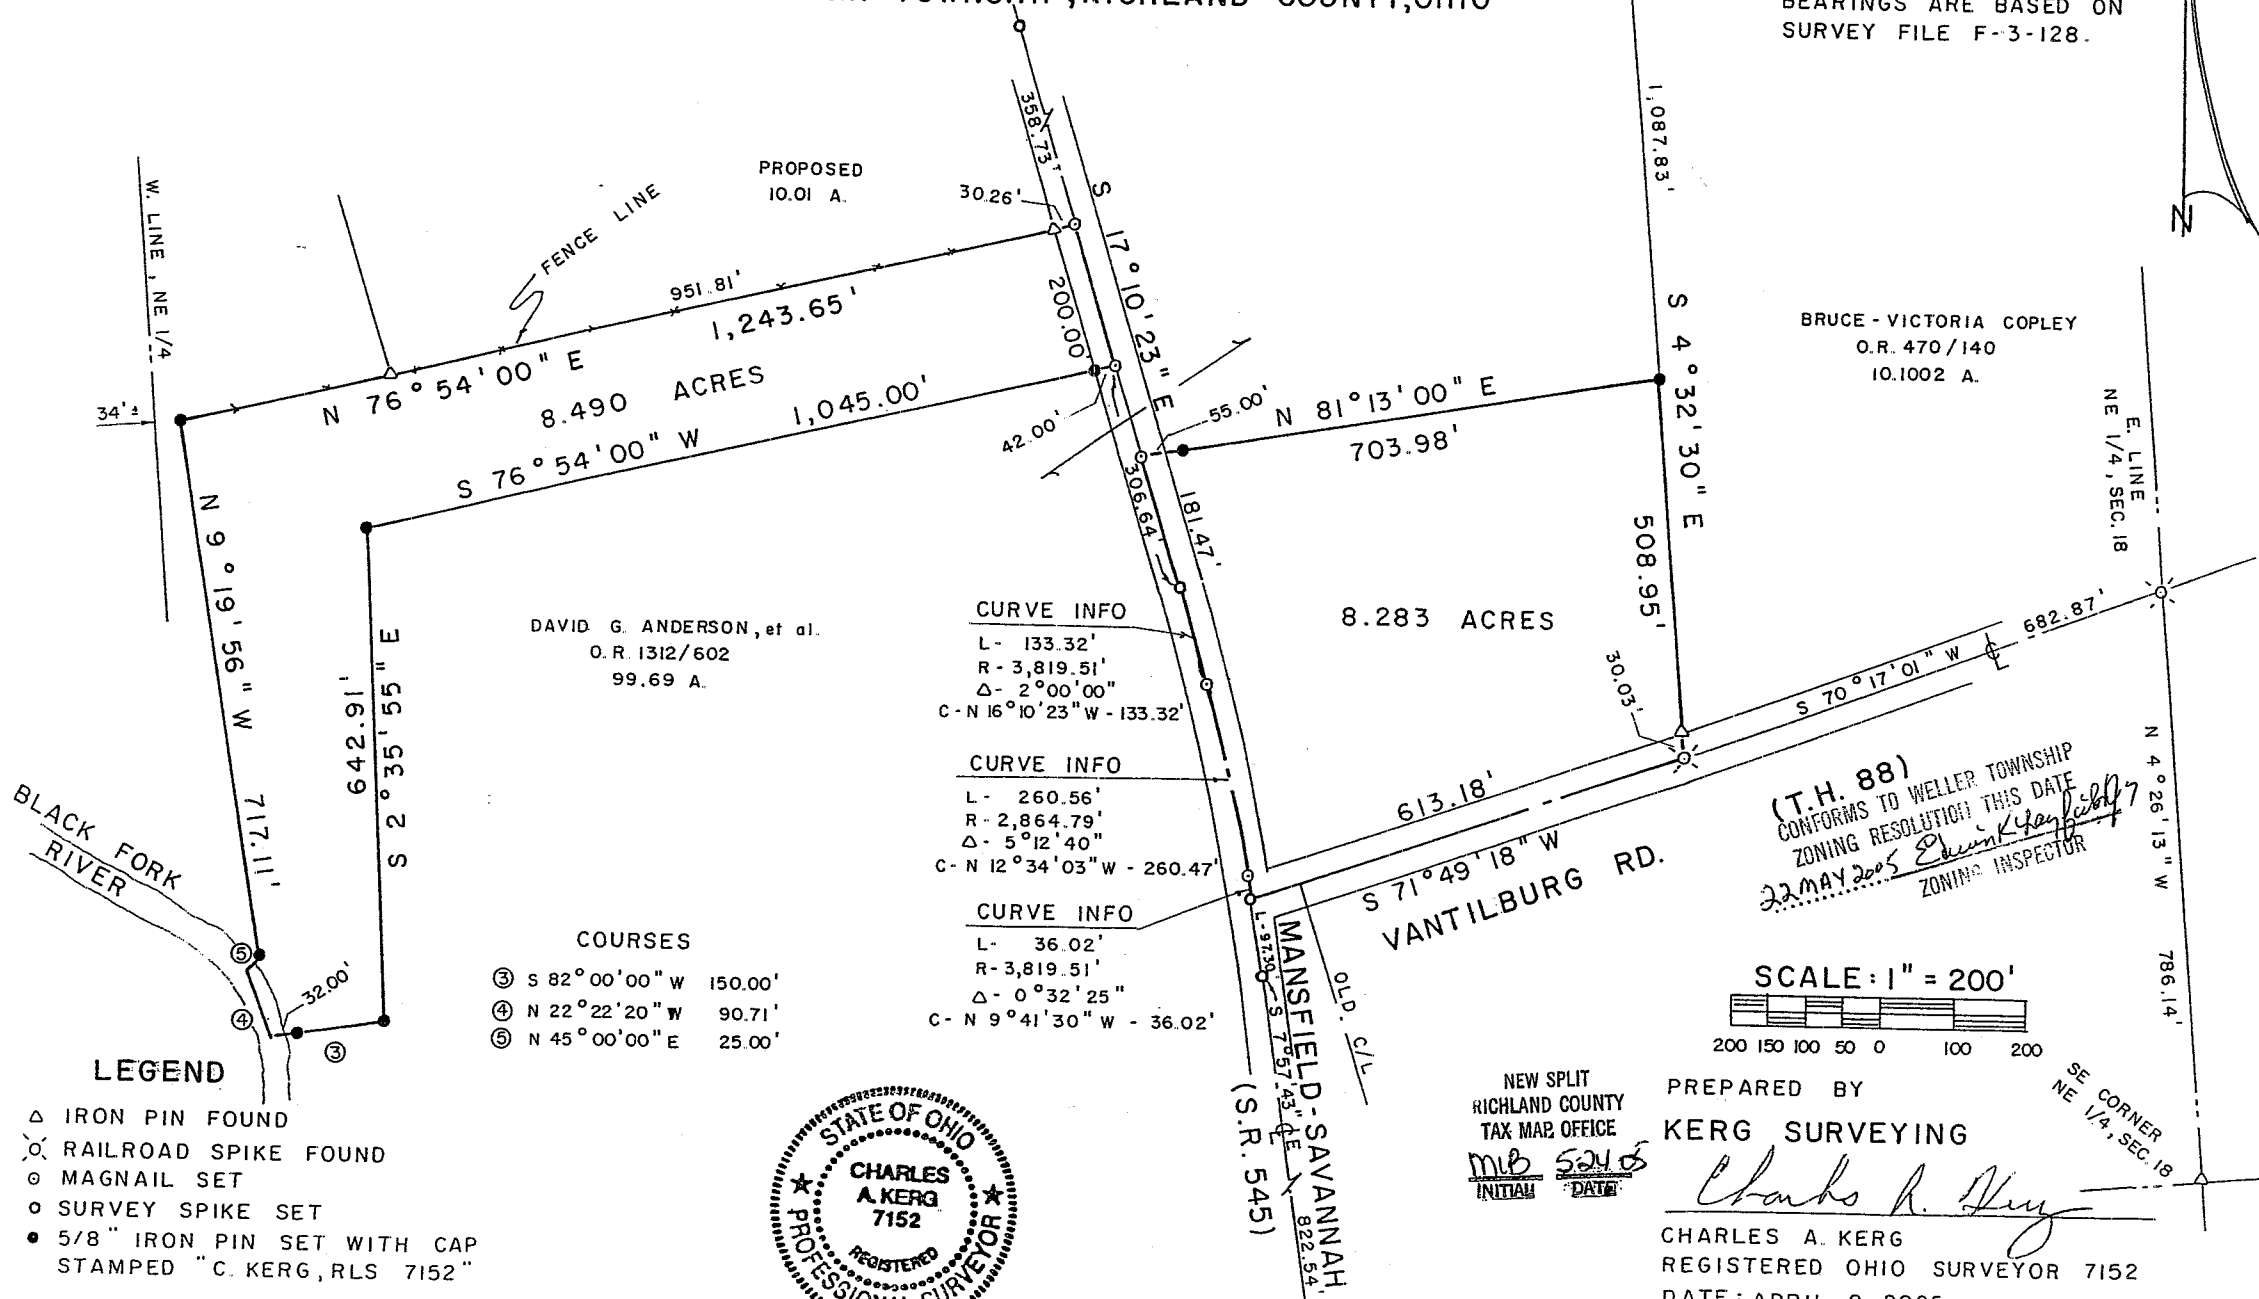 TOWNSHIP, RICHLAND COUNTY, OHIO
BEARINGS ARE BASED ON
SURVEY FILE F-3-128.
N
W. LINE, NE 1/4
34'±
PROPOSED
10.01 A.
FENCE LINE
30.26'
358.73'
951.81'
1,243.65'
N 76°54'00" E
8.490 ACRES
S 76°54'00" W
1,045.00'
200.00'
42.00'
S 17°10'23" E
55.00'
N 81°13'00" E
703.98'
1,087.83'
S 4°32'30" E
508.95'
BRUCE - VICTORIA COPLEY
O.R. 470/140
10.1002 A.
E. LINE
NE 1/4, SEC. 18
306.64'
181.47'
N 9°19'56" W 717.11'
642.91'
S 2°35'55" E
DAVID G. ANDERSON, et al.
O.R. 1312/602
99.69 A.
CURVE INFO
L- 133.32'
R- 3,819.51'
Δ- 2°00'00"
C-N 16°10'23" W - 133.32'
CURVE INFO
L- 260.56'
R- 2,864.79'
Δ- 5°12'40"
C- N 12°34'03" W - 260.47'
CURVE INFO
L- 36.02'
R- 3,819.51'
Δ- 0°32'25"
C- N 9°41'30" W - 36.02'
8.283 ACRES
30.03'
682.87'
S 70°17'01" W
613.18'
S 71°49'18" W
VANTILBURG RD.
(T.H. 88)
CONFORMS TO WELLER TOWNSHIP
ZONING RESOLUTION THIS DATE
22 MAY 2005
ZONING INSPECTOR
N 4°26'13" W 786.14'
BLACK FORK
RIVER
5
4
32.00'
3
COURSES
3 S 82°00'00" W 150.00'
4 N 22°22'20" W 90.71'
5 N 45°00'00" E 25.00'
L-97.30'
S 7°57'43" E
822.54'
MANSFIELD-SAVANNAH
(S.R. 545)
OLD C/L
SCALE: 1" = 200'
200 150 100 50 0 100 200
LEGEND
△ IRON PIN FOUND
RAILROAD SPIKE FOUND
⊙ MAGNAIL SET
○ SURVEY SPIKE SET
● 5/8" IRON PIN SET WITH CAP
STAMPED "C. KERG, RLS 7152"
STATE OF OHIO
CHARLES
A. KERG
7152
REGISTERED
PROFESSIONAL SURVEYOR
NEW SPLIT
RICHLAND COUNTY
TAX MAP OFFICE
MLB 5-24-05
INITIAL DATE
PREPARED BY
KERG SURVEYING
CHARLES A. KERG
REGISTERED OHIO SURVEYOR 7152
DATE: APRIL
SE CORNER
NE 1/4, SEC. 18